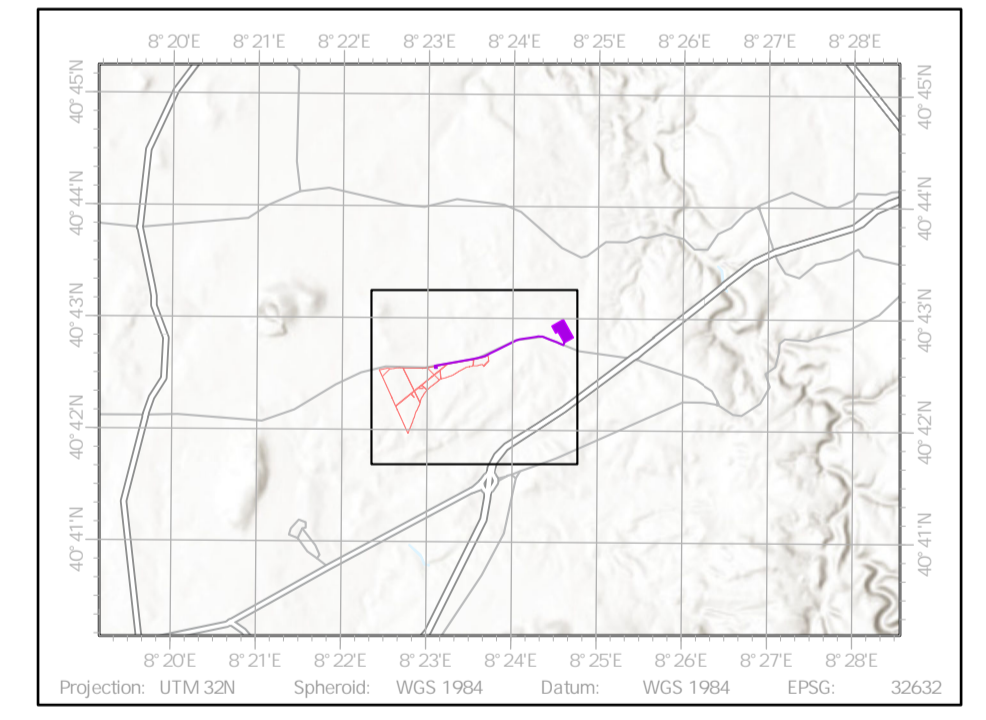 8° 20'E 8° 21'E 8° 22'E 8° 23'E 8° 24'E 8° 25'E 8° 26'E 8° 27'E 8° 28'E
40° 45'N 40° 45'N
40° 44'N 40° 44'N
40° 43'N 40° 43'N
40° 42'N 40° 42'N
40° 41'N 40° 41'N
8° 20'E 8° 21'E 8° 22'E 8° 23'E 8° 24'E 8° 25'E 8° 26'E 8° 27'E 8° 28'E
Projection: UTM 32N Spheroid: WGS 1984 Datum: WGS 1984 EPSG: 32632